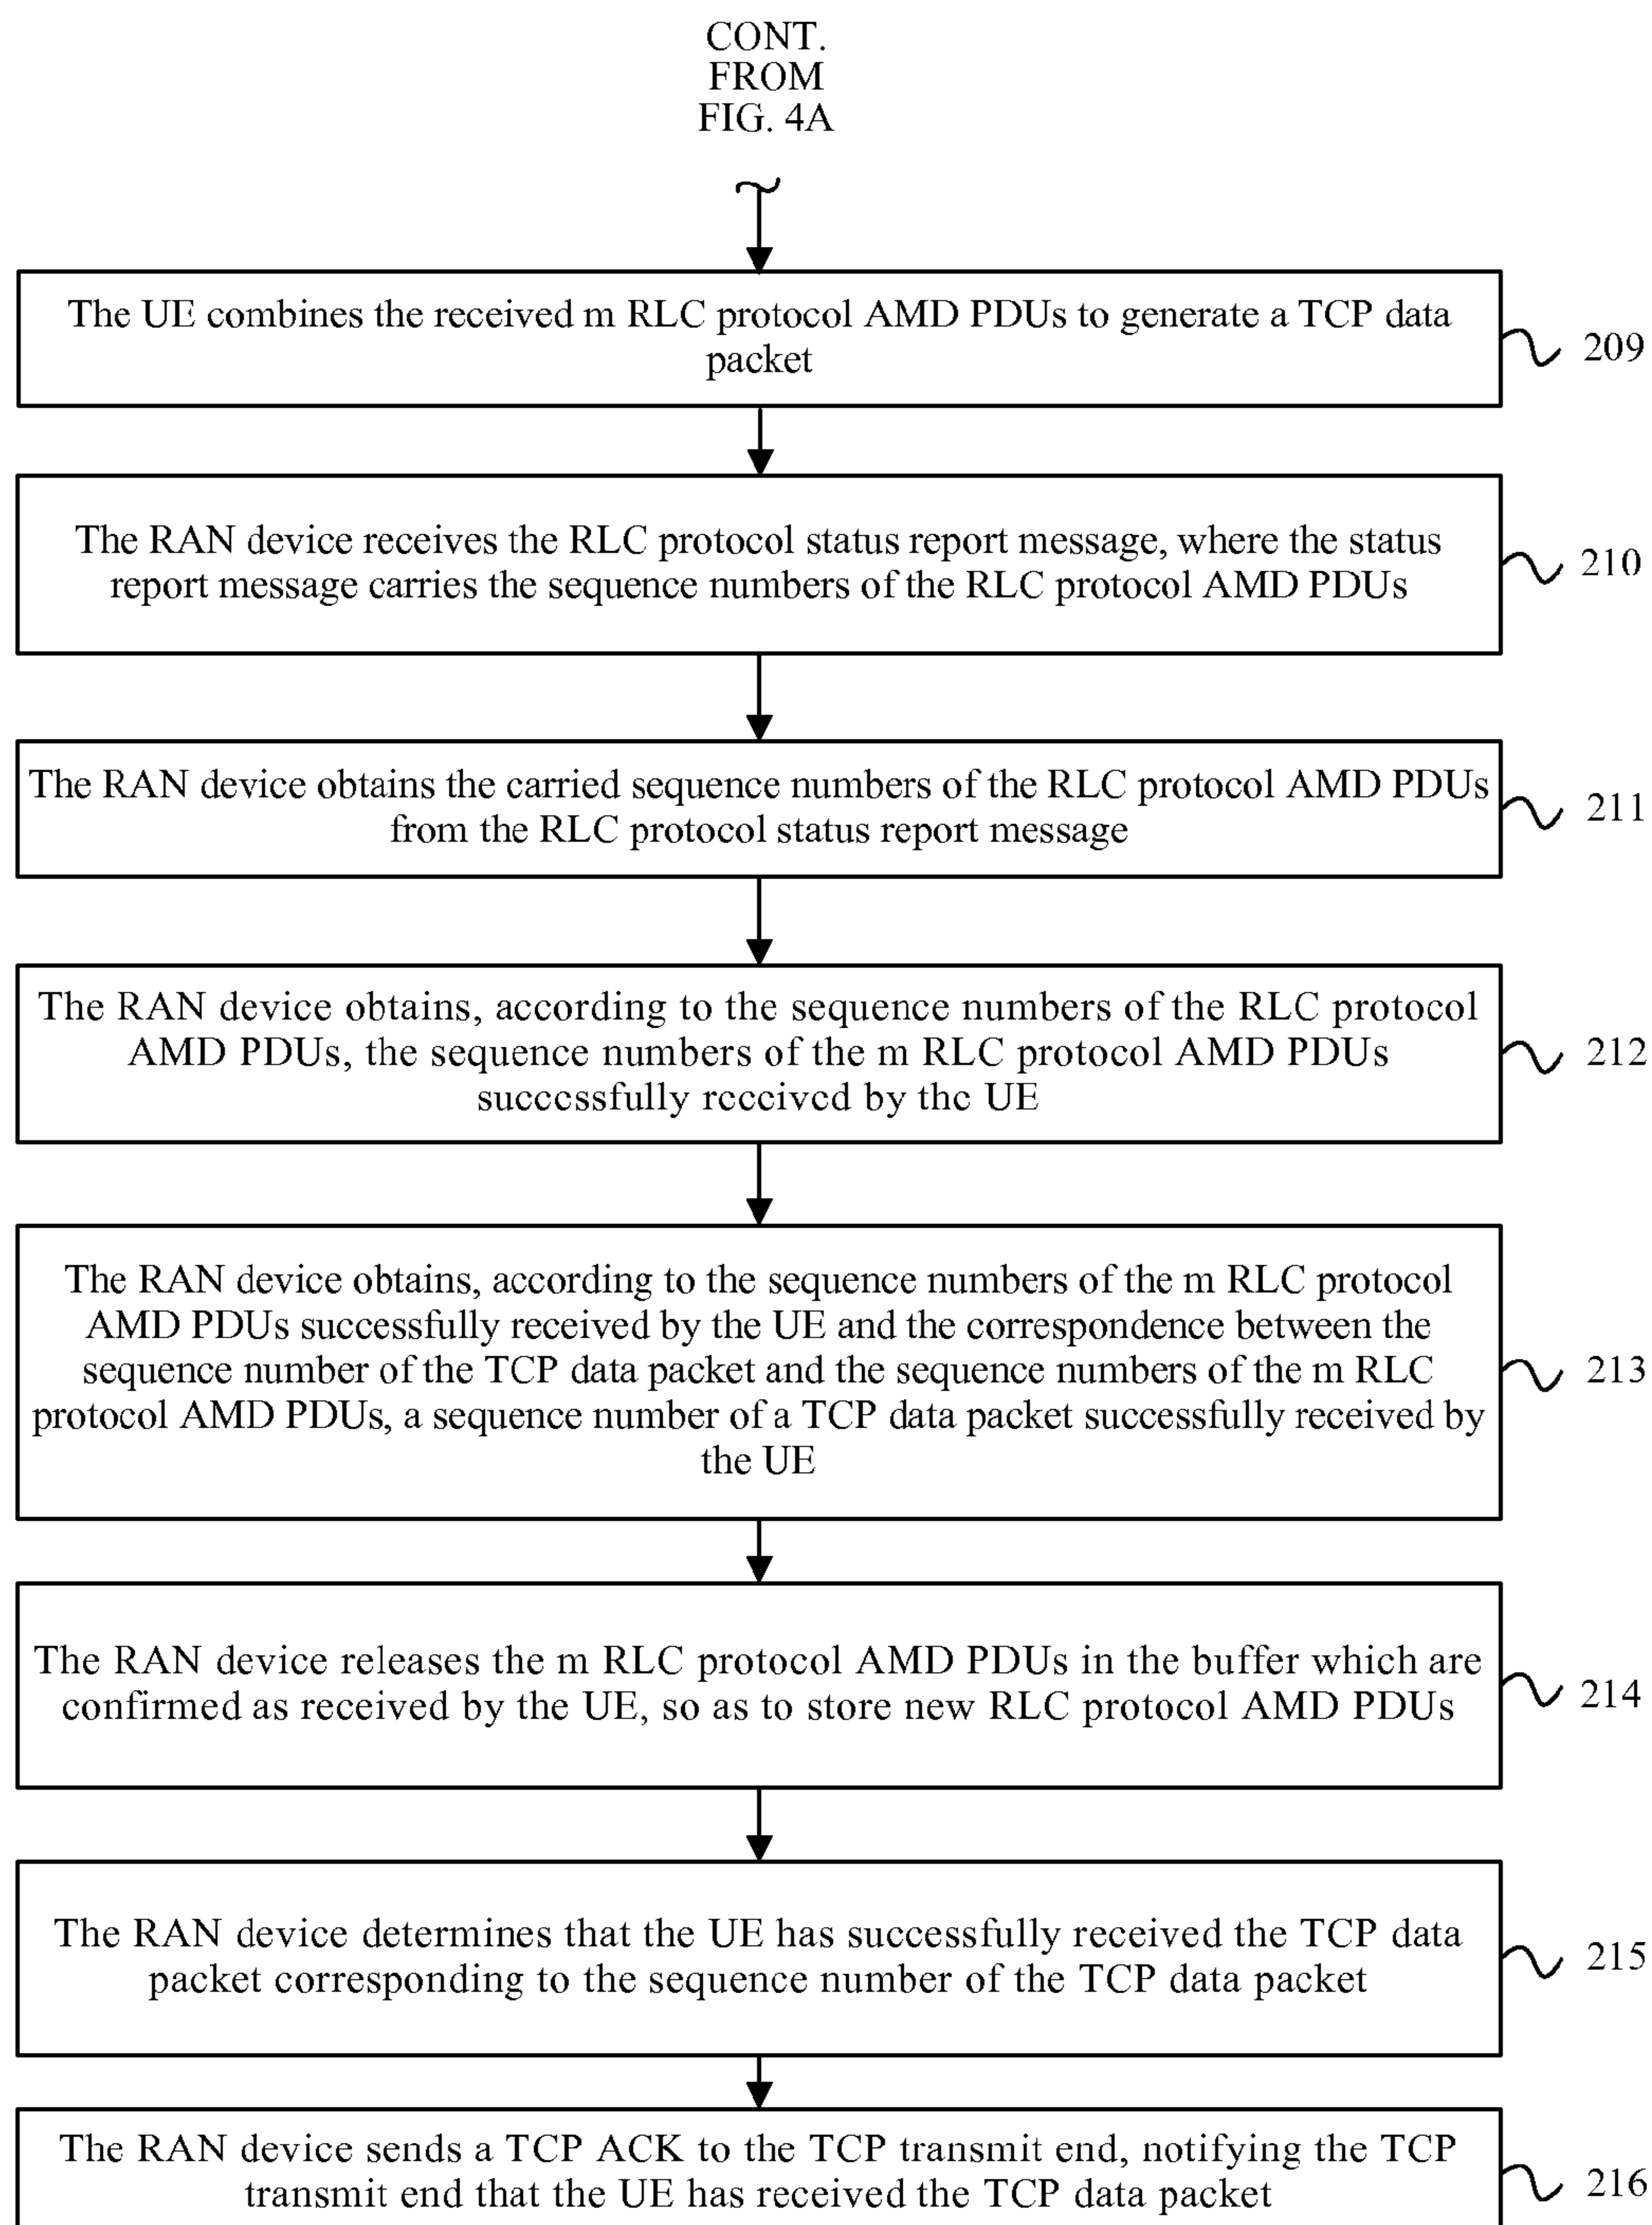 CONT.
FROM
FIG. 4A
The UE combines the received m RLC protocol AMD PDUs to generate a TCP data
packet
209
The RAN device receives the RLC protocol status report message, where the status
report message carries the sequence numbers of the RLC protocol AMD PDUs
210
The RAN device obtains the carried sequence numbers of the RLC protocol AMD PDUs
from the RLC protocol status report message
211
The RAN device obtains, according to the sequence numbers of the RLC protocol
AMD PDUs, the sequence numbers of the m RLC protocol AMD PDUs
successfully received by the UE
212
The RAN device obtains, according to the sequence numbers of the m RLC protocol
AMD PDUs successfully received by the UE and the correspondence between the
sequence number of the TCP data packet and the sequence numbers of the m RLC
protocol AMD PDUs, a sequence number of a TCP data packet successfully received by
the UE
213
The RAN device releases the m RLC protocol AMD PDUs in the buffer which are
confirmed as received by the UE, so as to store new RLC protocol AMD PDUs
214
The RAN device determines that the UE has successfully received the TCP data
packet corresponding to the sequence number of the TCP data packet
215
The RAN device sends a TCP ACK to the TCP transmit end, notifying the TCP
transmit end that the UE has received the TCP data packet
216